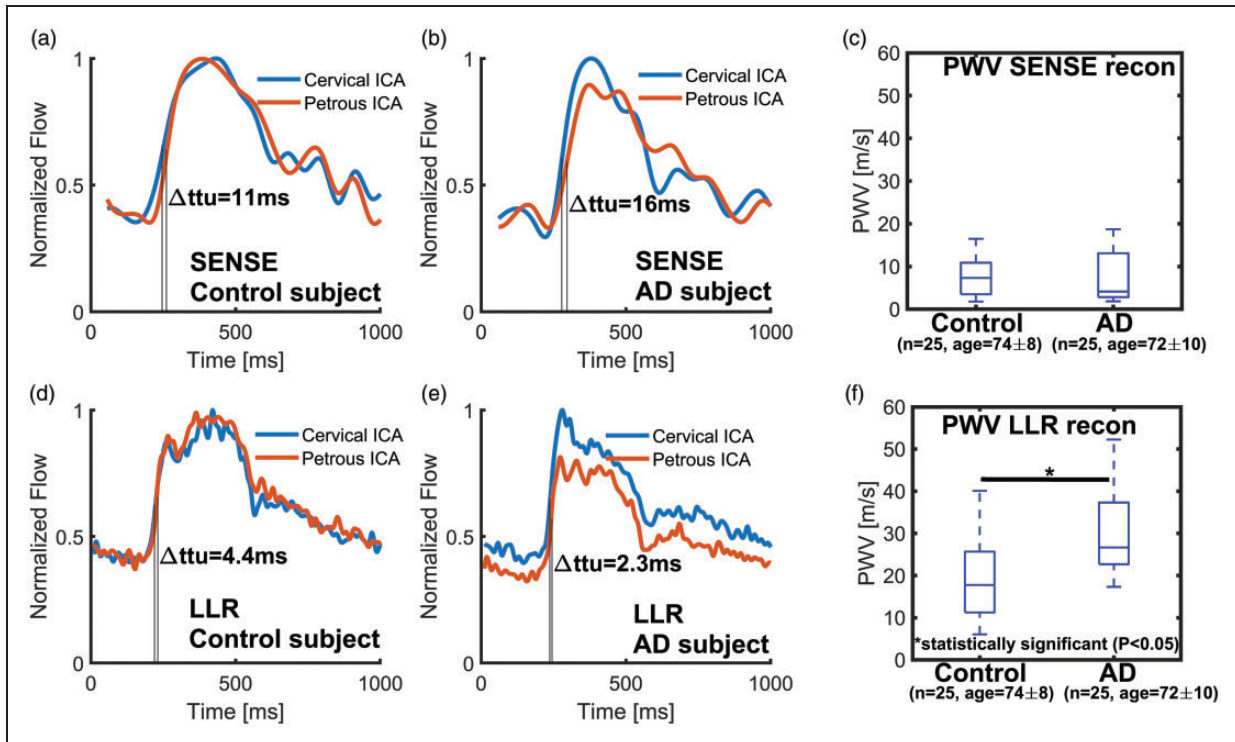 (a)
1
Cervical ICA
Petrous ICA
Normalized Flow
0.5
Δttu=11ms
SENSE
Control subject
0
0 500 1000
Time [ms]
(b)
1
Cervical ICA
Petrous ICA
Normalized Flow
0.5
Δttu=16ms
SENSE
AD subject
0
0 500 1000
Time [ms]
(c)
PWV SENSE recon
60
50
40
30
20
10
0
PWV [m/s]
Control AD
(n=25, age=74±8) (n=25, age=72±10)
(d)
1
Cervical ICA
Petrous ICA
Normalized Flow
0.5
Δttu=4.4ms
LLR
Control subject
0
0 500 1000
Time [ms]
(e)
1
Cervical ICA
Petrous ICA
Normalized Flow
0.5
Δttu=2.3ms
LLR
AD subject
0
0 500 1000
Time [ms]
(f)
PWV LLR recon
*
60
50
40
30
20
10
0
PWV [m/s]
*statistically significant (P<0.05)
Control AD
(n=25, age=74±8) (n=25, age=72±10)